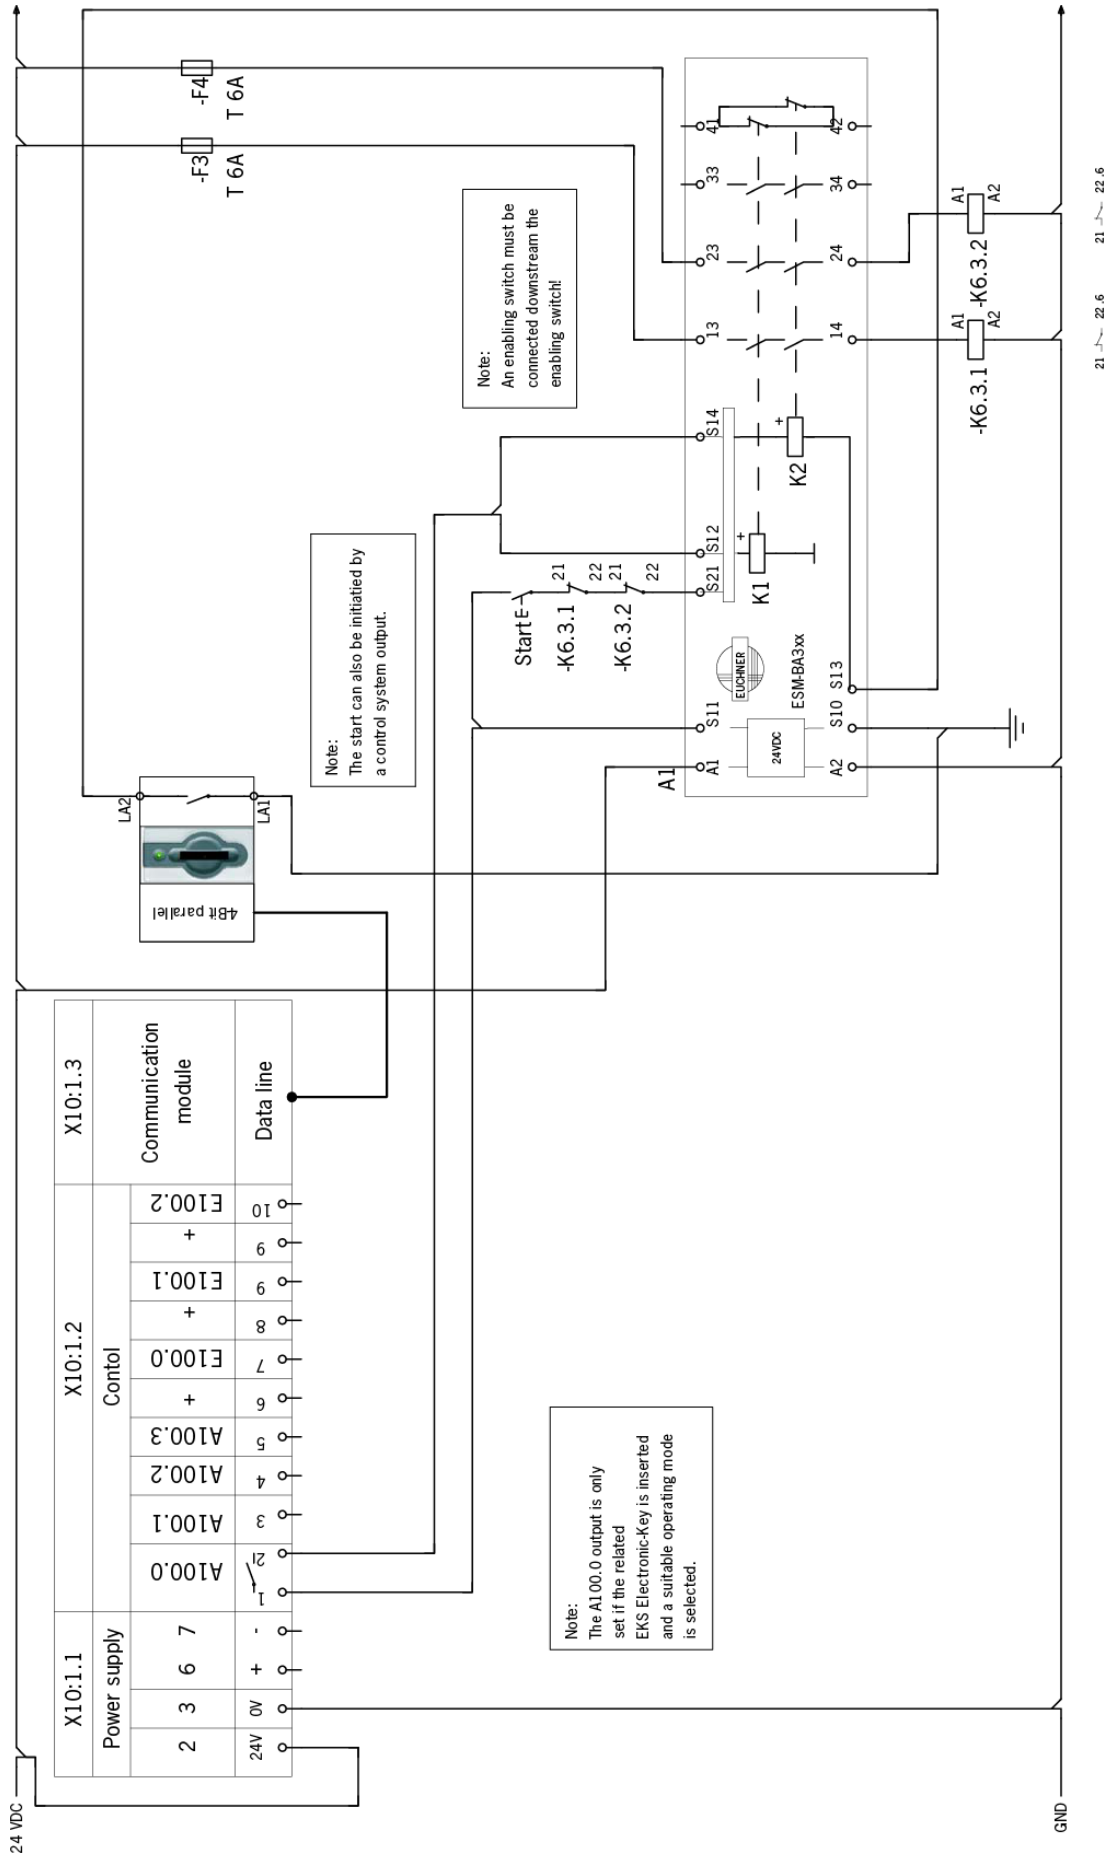 24 VDC
-F4
T 6A
-F3
T 6A
LA2
LA1
4-Bit parallel
X10:1.1
X10:1.2
X10:1.3
Power supply
Contol
Communication
module
2
3
6
7
A100.0
A100.1
A100.2
A100.3
+
E100.0
+
E100.1
+
E100.2
24V
0V
+
-
1
2
3
4
5
6
7
8
9
9
10
Data line
Note:
The start can also be initiatied by
a control system output.
Note:
An enabling switch must be
connected downstream the
enabling switch!
Note:
The A100.0 output is only
set if the related
EKS Electronic-Key is inserted
and a suitable operating mode
is selected.
Start E
-K6.3.1
21
22
-K6.3.2
21
22
A1
A1
S11
S21
S12
S14
13
23
33
41
24VDC
EUCHNER
ESM-BA3xx
K1
+
K2
+
A2
S10
S13
14
24
34
42
-K6.3.1
A1
A2
-K6.3.2
A1
A2
GND
21
22 .6
21
22 .6